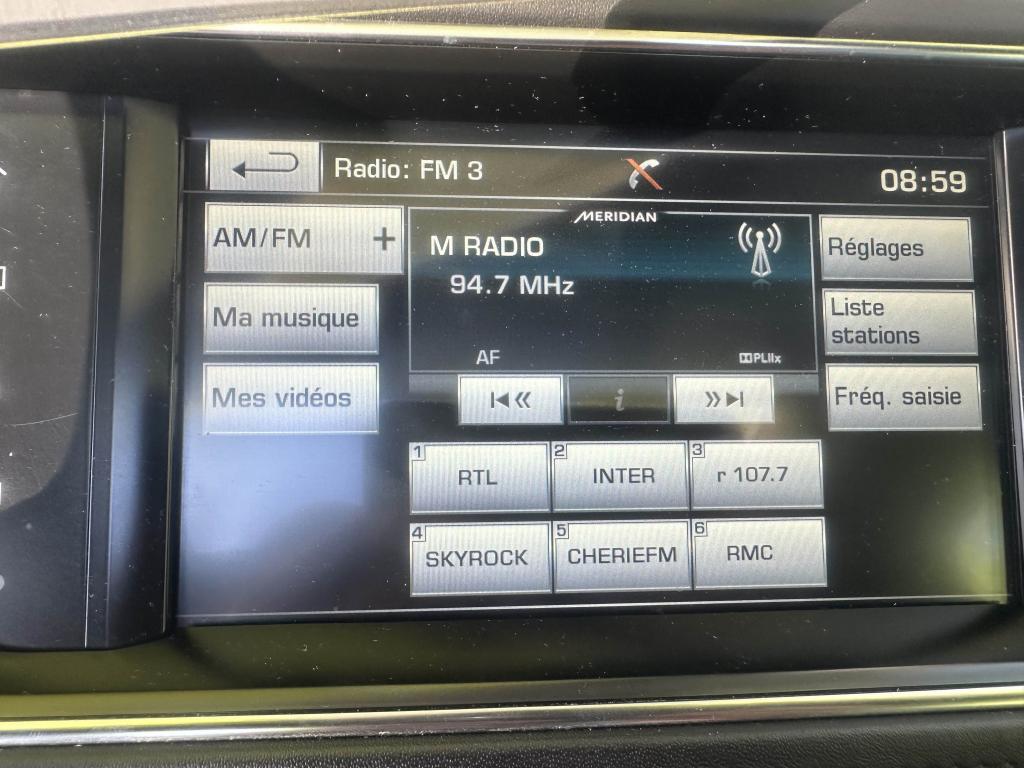 Radio: FM 3
08:59
AM/FM +
MERIDIAN
M RADIO
94.7 MHz
AF
PLIIx
Réglages
Ma musique
Liste
stations
Mes vidéos
i
Fréq. saisie
1 RTL
2 INTER
3 r 107.7
4 SKYROCK
5 CHERIEFM
6 RMC